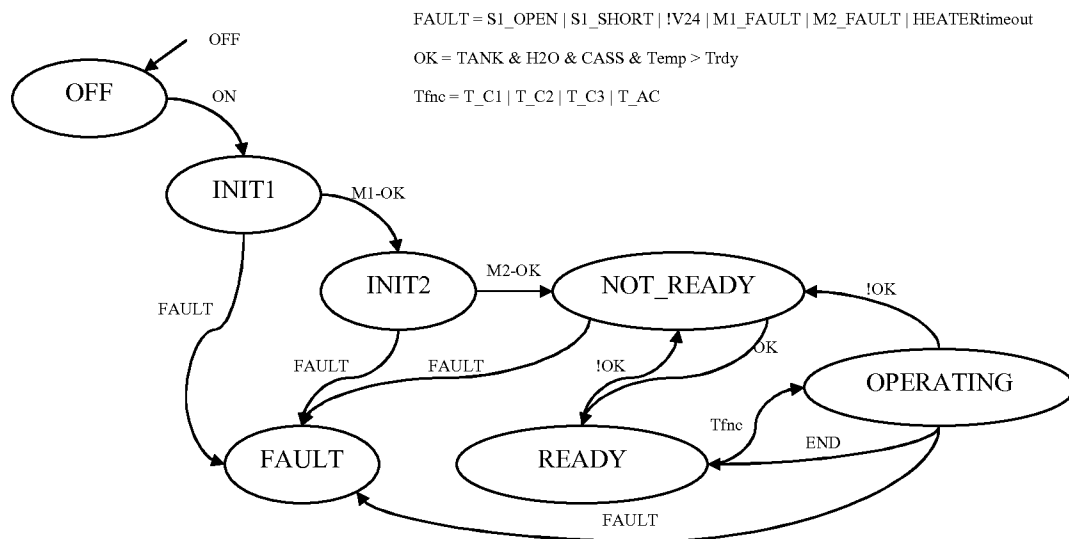 FAULT = S1_OPEN | S1_SHORT | !V24 | M1_FAULT | M2_FAULT | HEATERtimeout
OFF
OK = TANK & H2O & CASS & Temp > Trdy
OFF
ON
Tfnc = T_C1 | T_C2 | T_C3 | T_AC
INIT1
M1-OK
INIT2
M2-OK
NOT_READY
!OK
FAULT
FAULT
FAULT
!OK
OK
OPERATING
Tfnc
END
FAULT
READY
FAULT